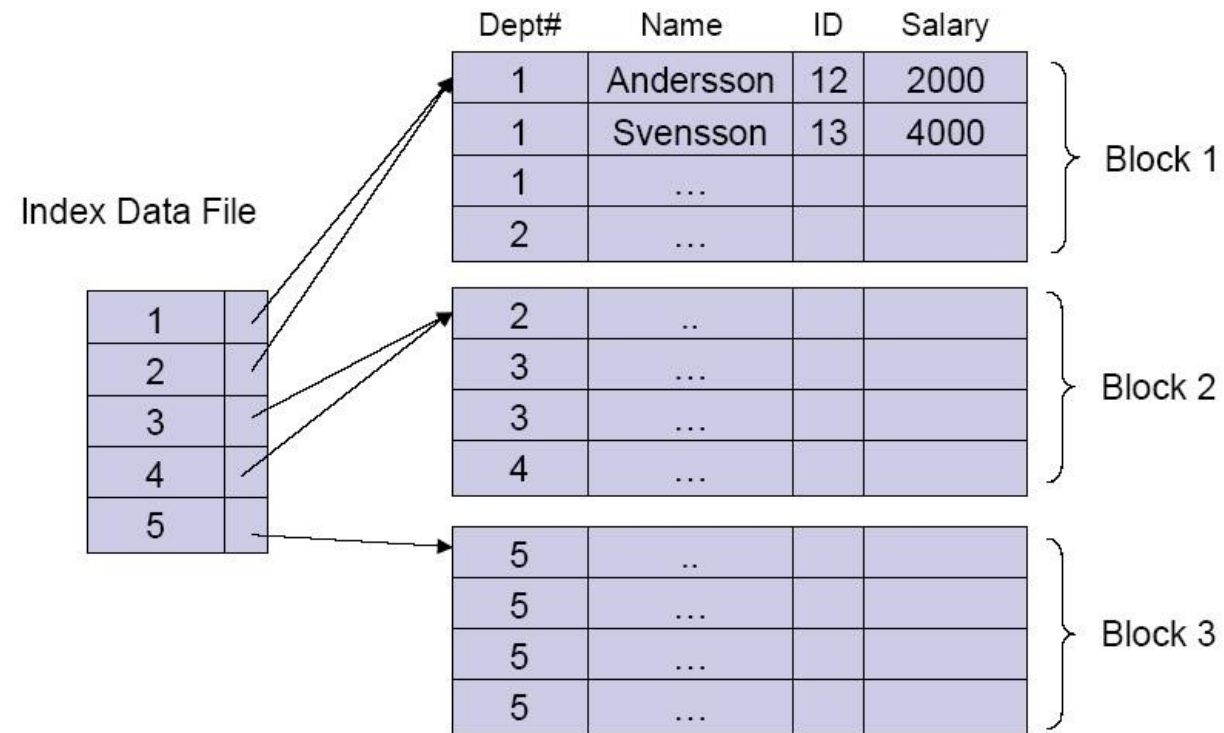 Dept# Name ID Salary
1 Andersson 12 2000
1 Svensson 13 4000
1 ...
2 ...
Block 1
Index Data File
1
2
3
4
5
2 ..
3 ...
3 ...
4 ...
Block 2
5 ..
5 ...
5 ...
5 ...
Block 3